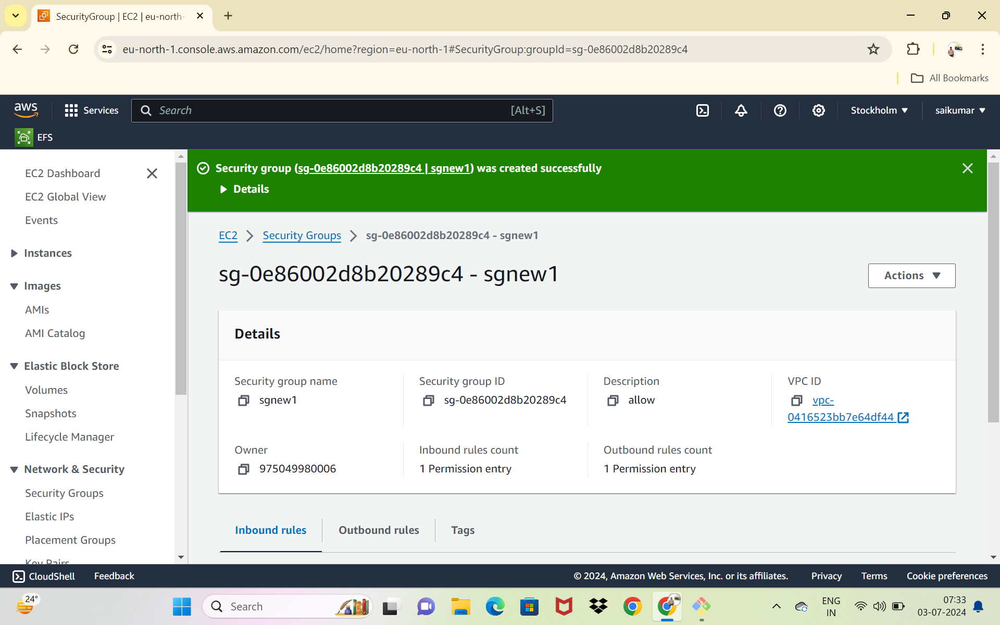 SecurityGroup | EC2 | eu-north-
eu-north-1.console.aws.amazon.com/ec2/home?region=eu-north-1#SecurityGroup:groupId=sg-0e86002d8b20289c4
All Bookmarks
aws
Services
Search
[Alt+S]
Stockholm
saikumar
EFS
EC2 Dashboard
EC2 Global View
Events
Instances
Images
AMIs
AMI Catalog
Elastic Block Store
Volumes
Snapshots
Lifecycle Manager
Network & Security
Security Groups
Elastic IPs
Placement Groups
Key Pairs
Security group (sg-0e86002d8b20289c4 | sgnew1) was created successfully
Details
EC2
Security Groups
sg-0e86002d8b20289c4 - sgnew1
sg-0e86002d8b20289c4 - sgnew1
Actions
Details
Security group name
sgnew1
Security group ID
sg-0e86002d8b20289c4
Description
allow
VPC ID
vpc-
0416523bb7e64df44
Owner
975049980006
Inbound rules count
1 Permission entry
Outbound rules count
1 Permission entry
Inbound rules
Outbound rules
Tags
CloudShell
Feedback
© 2024, Amazon Web Services, Inc. or its affiliates.
Privacy
Terms
Cookie preferences
24°
Search
ENG
IN
07:33
03-07-2024